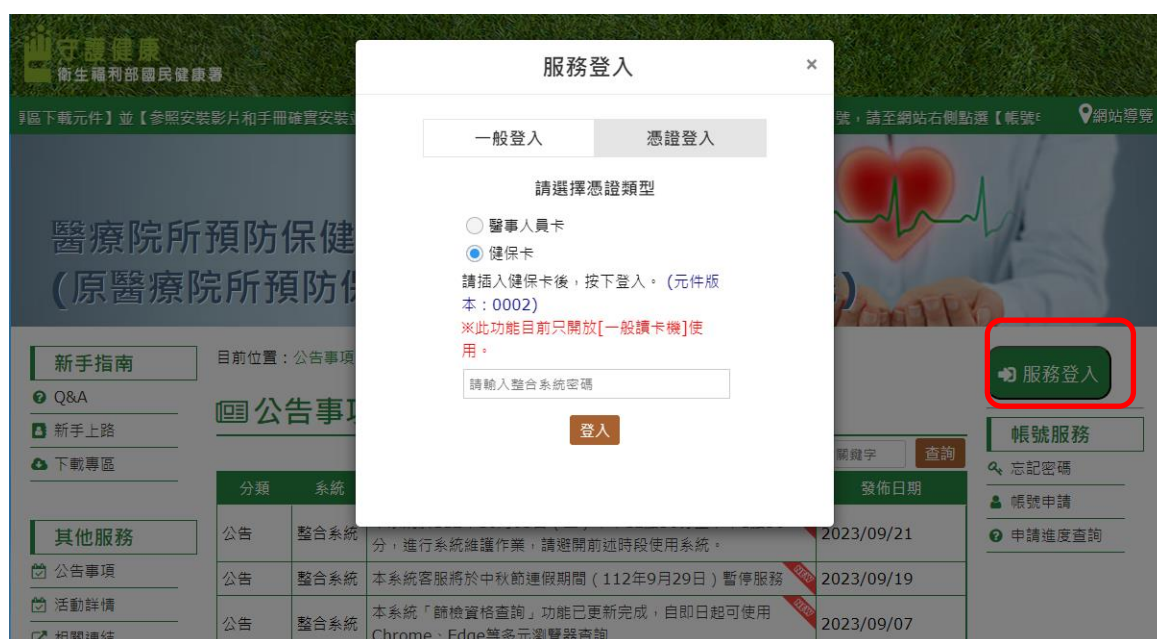 守護健康
衛生福利部國民健康署
區下載元件】並【參照安裝影片和手冊確實安裝
號,請至網站右側點選【帳號
網站導覽
醫療院所預防保健
(原醫療院所預防保
)
服務登入
×
一般登入
憑證登入
請選擇憑證類型
醫事人員卡
健保卡
請插入健保卡後,按下登入。(元件版
本:0002)
※此功能目前只開放[一般讀卡機]使
用。
請輸入整合系統密碼
登入
新手指南
Q&A
新手上路
下載專區
其他服務
公告事項
活動詳情
相關連結
目前位置:公告事項
公告事
關鍵字
查詢
分類 系統 發佈日期
公告 整合系統
分,進行系統維護作業,請避開前述時段使用系統。
2023/09/21
公告 整合系統 本系統客服將於中秋節連假期間(112年9月29日)暫停服務 NEW 2023/09/19
公告 整合系統 本系統「篩檢資格查詢」功能已更新完成,自即日起可使用 NEW
Chrome、Edge等多元瀏覽器查詢
2023/09/07
服務登入
帳號服務
忘記密碼
帳號申請
申請進度查詢